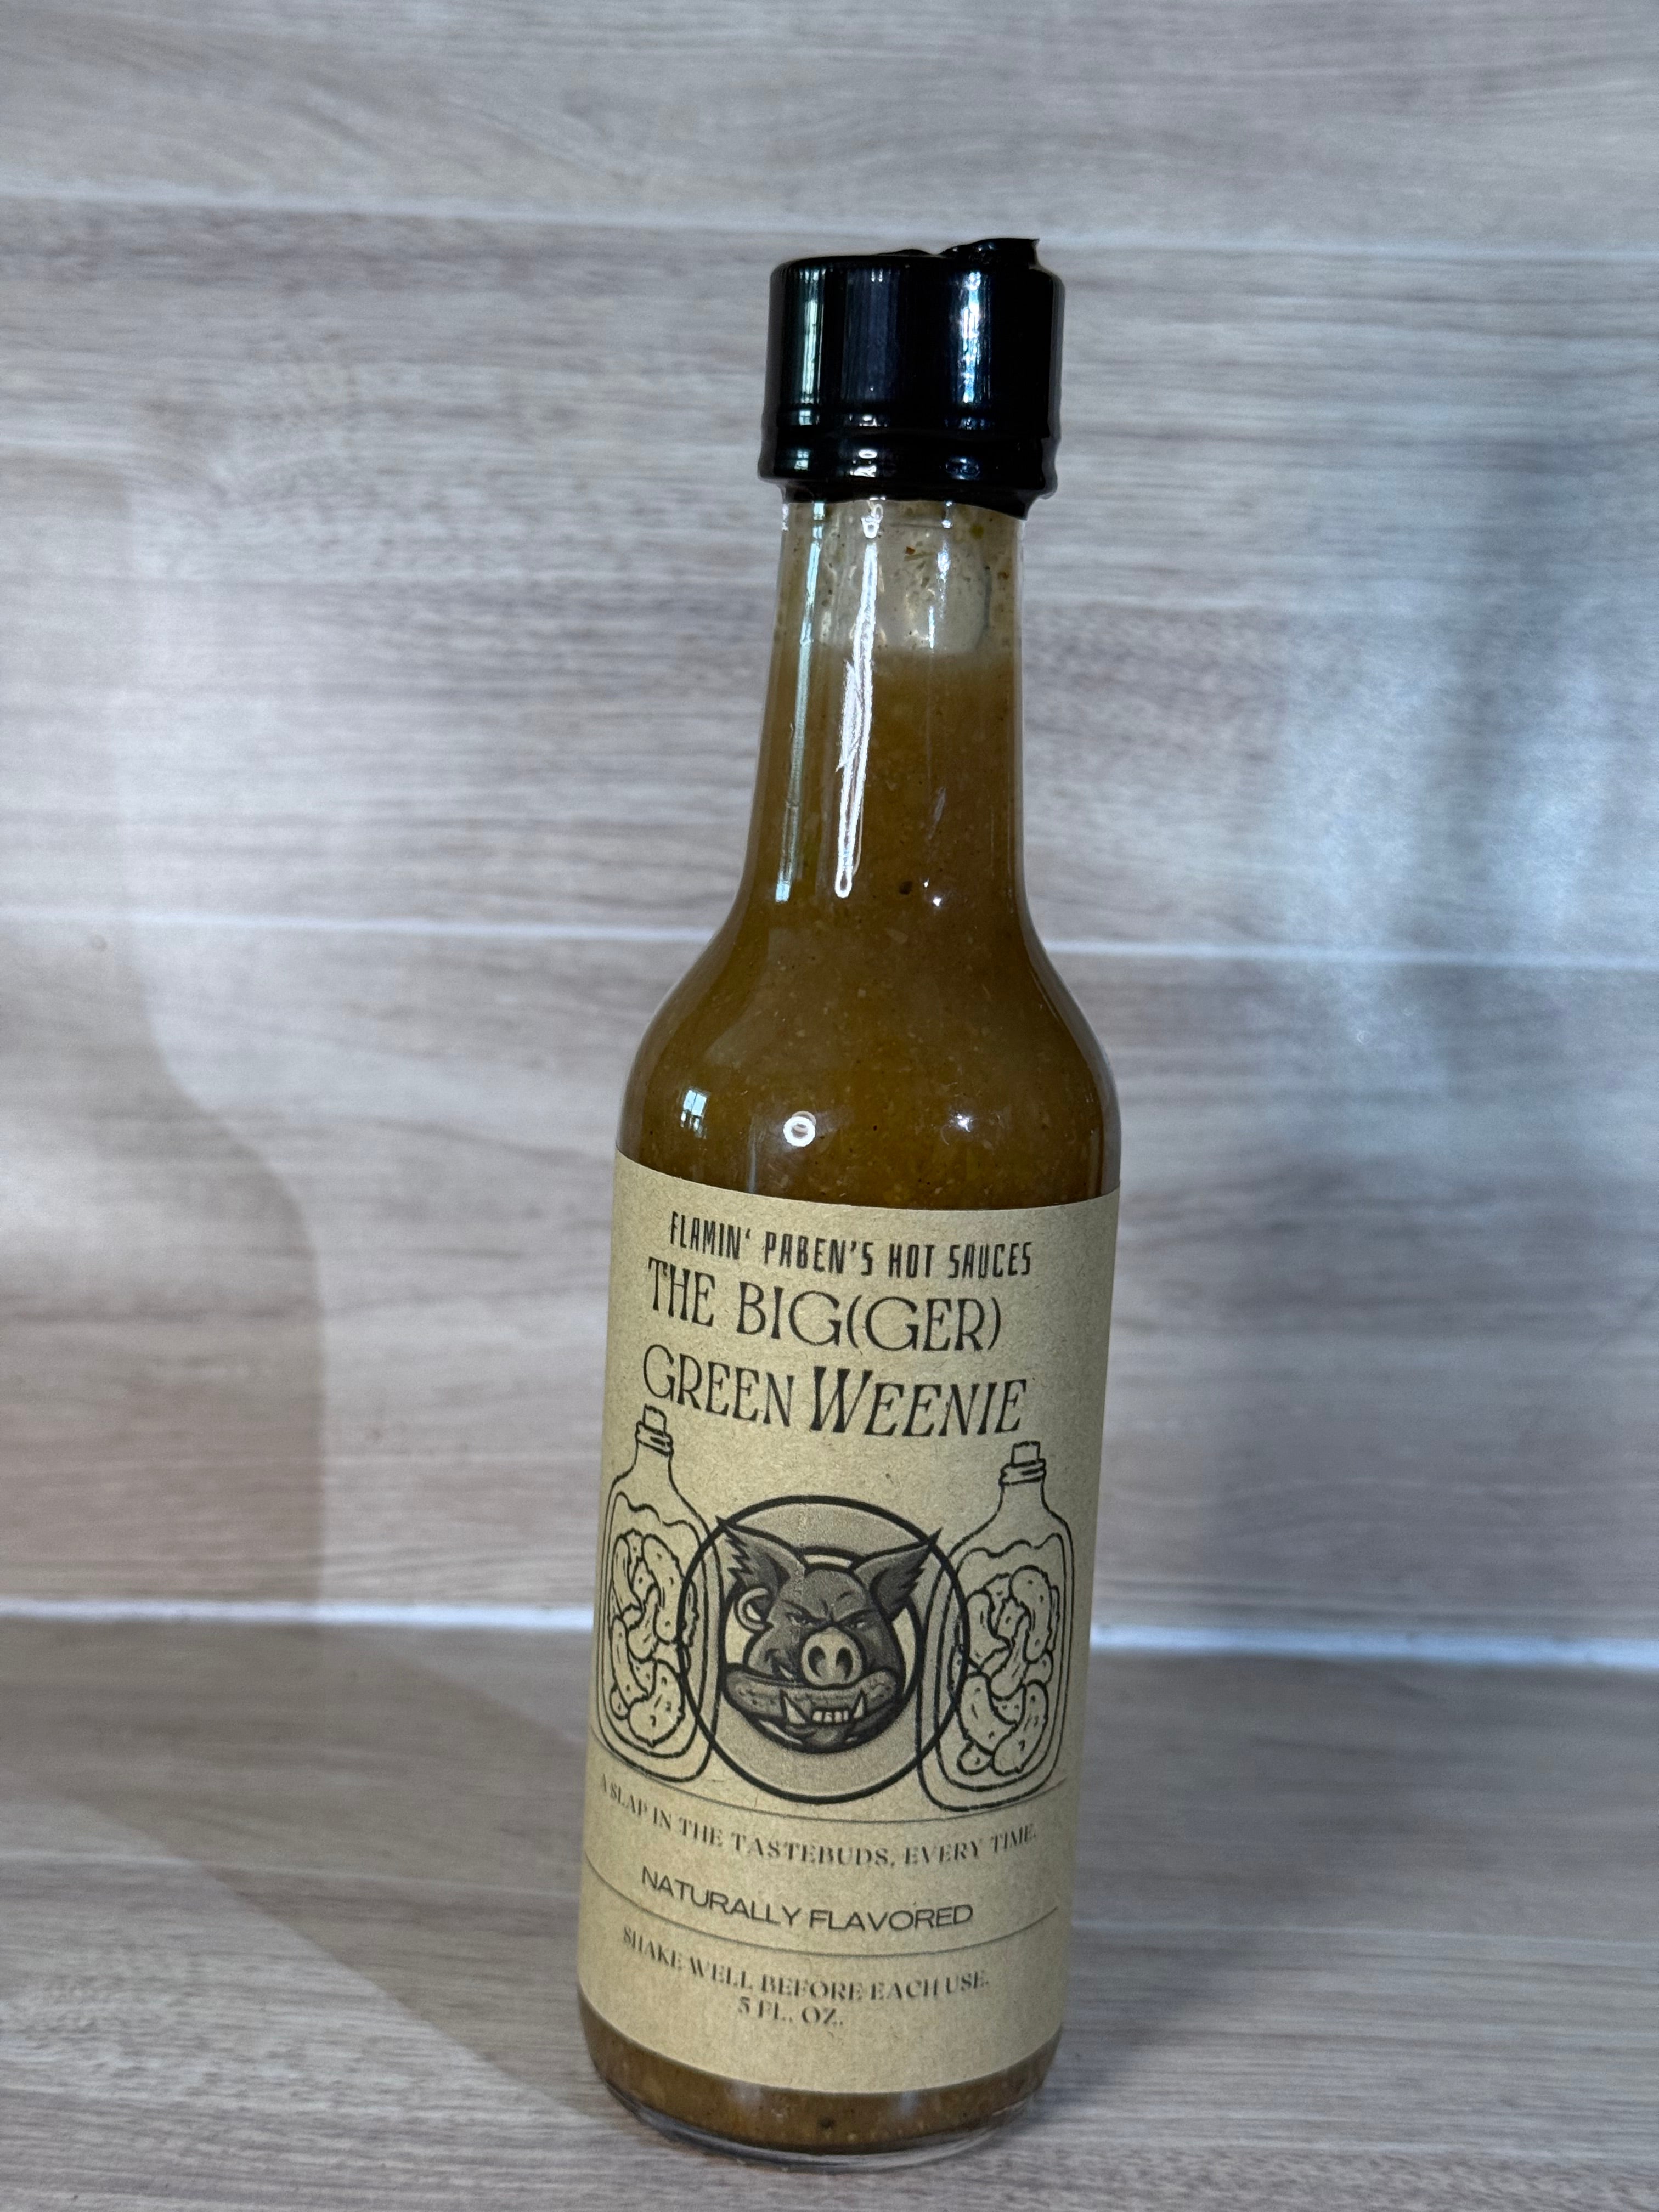 FLAMIN‘ PABEN’S HOT SAUCES
THE BIG(GER)
GREEN WEENIE
A SLAP IN THE TASTEBUDS, EVERY TIME.
NATURALLY FLAVORED
SHAKE WELL BEFORE EACH USE.
5 FL. OZ.